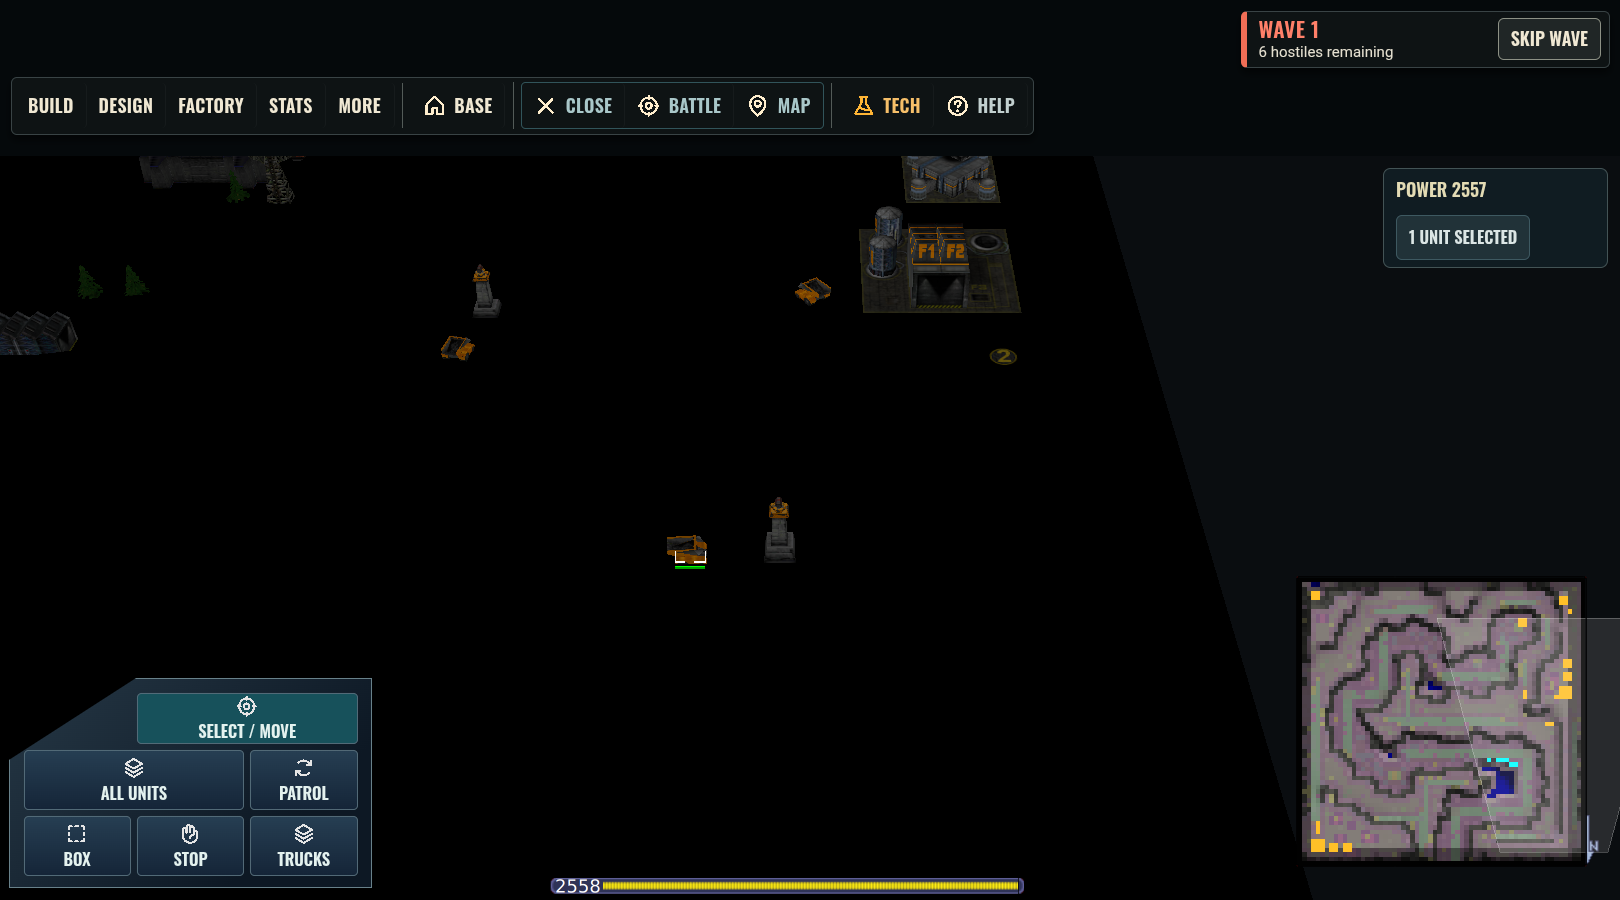 WAVE 1
6 hostiles remaining
SKIP WAVE
BUILD DESIGN FACTORY STATS MORE BASE CLOSE BATTLE MAP TECH HELP
POWER 2557
1 UNIT SELECTED
F1 F2
2
SELECT / MOVE
ALL UNITS PATROL
BOX STOP TRUCKS
N
2558